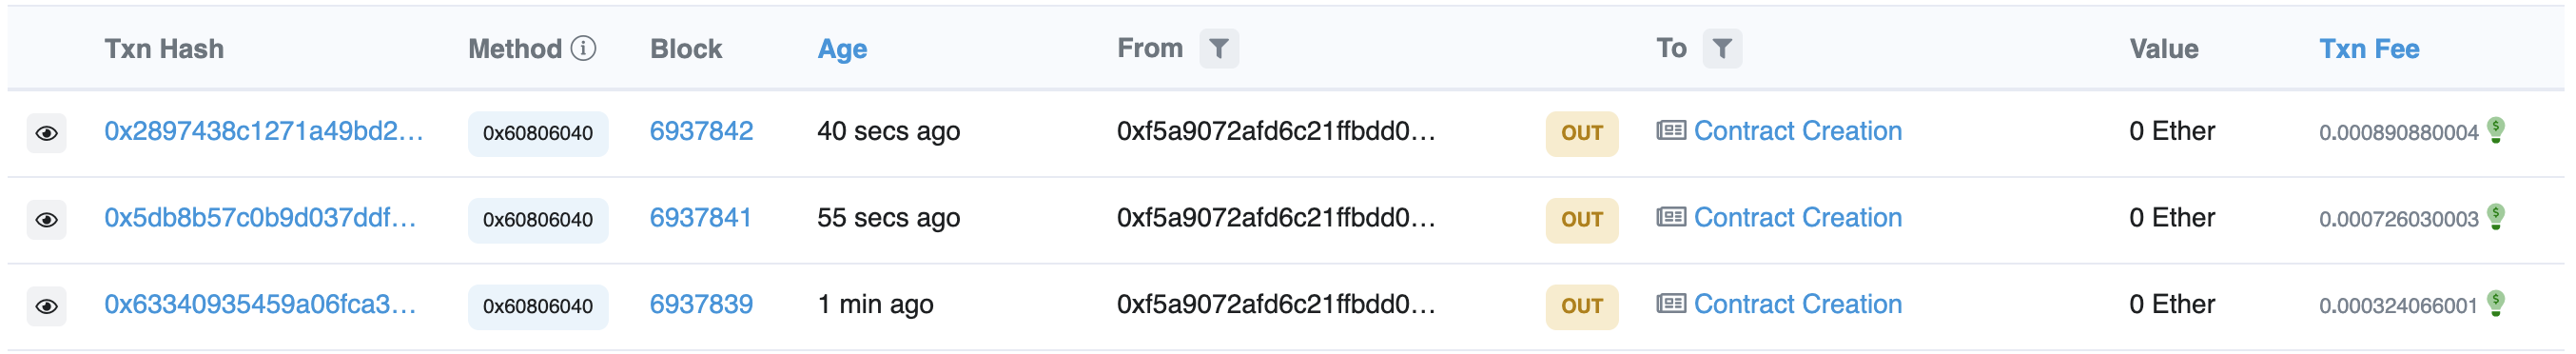 Txn Hash Method Block Age From To Value Txn Fee
0x2897438c1271a49bd2... 0x60806040 6937842 40 secs ago 0xf5a9072afd6c21ffbdd0... OUT Contract Creation 0 Ether 0.000890880004
0x5db8b57c0b9d037ddf... 0x60806040 6937841 55 secs ago 0xf5a9072afd6c21ffbdd0... OUT Contract Creation 0 Ether 0.000726030003
0x63340935459a06fca3... 0x60806040 6937839 1 min ago 0xf5a9072afd6c21ffbdd0... OUT Contract Creation 0 Ether 0.000324066001